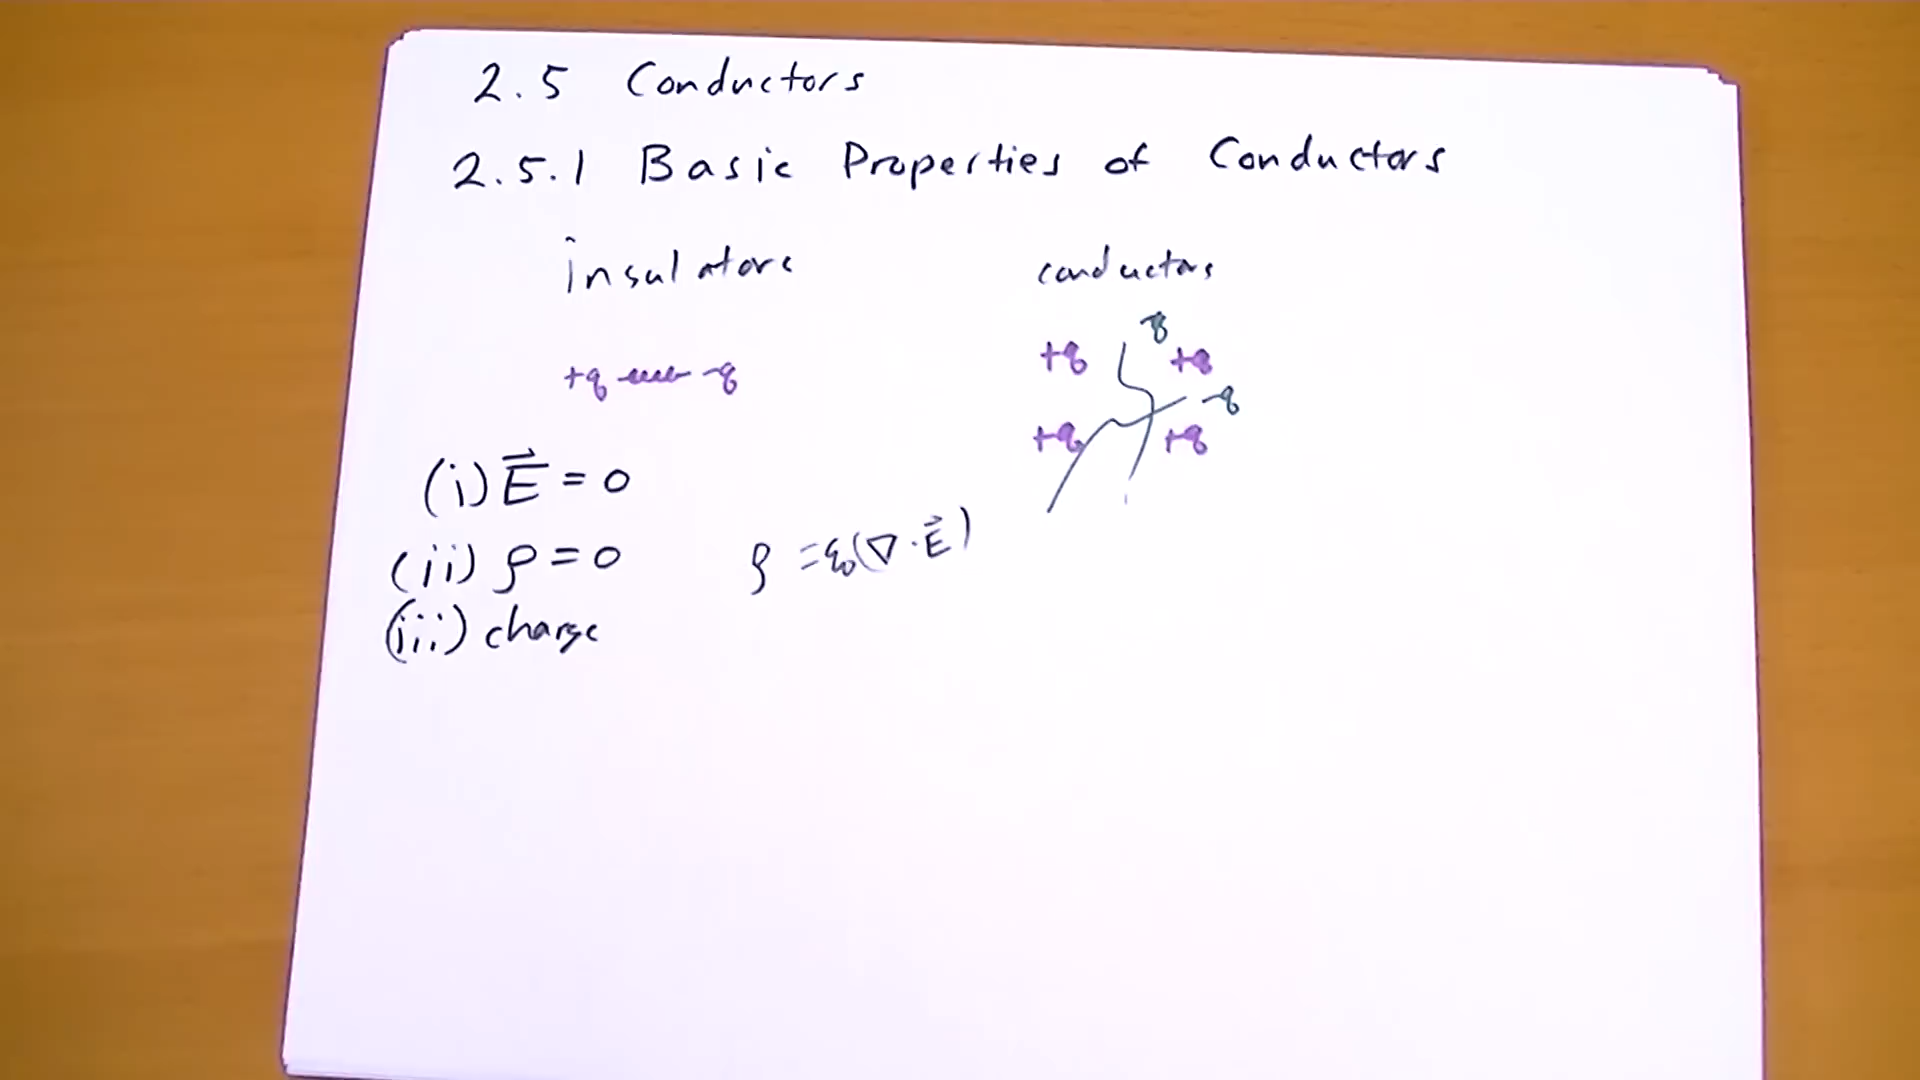 2.5 Conductors
2.5.1 Basic Properties of Conductors
insulators conductors
+q -q
+q -q +q
-q
+q +q
(i) E⃗ = 0
(ii) ρ = 0 ρ = ε₀(∇·E⃗)
(iii) charge